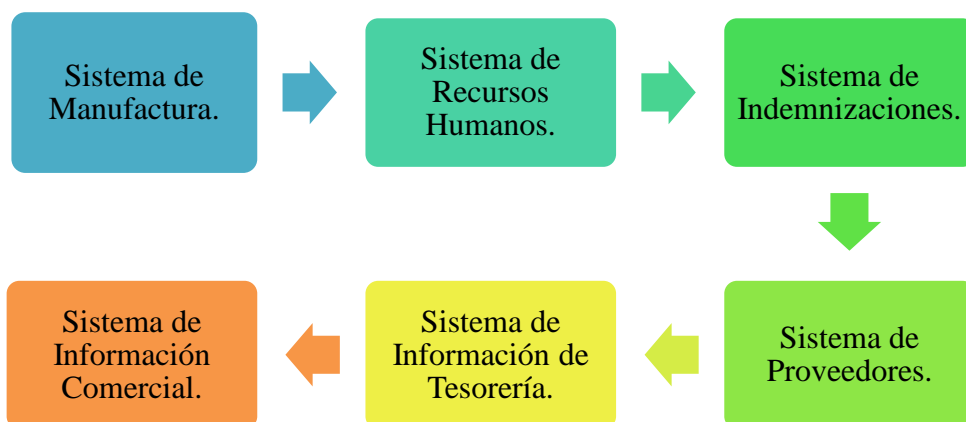 Sistema de
Manufactura.
Sistema de
Recursos
Humanos.
Sistema de
Indemnizaciones.
Sistema de
Proveedores.
Sistema de
Información de
Tesorería.
Sistema de
Información
Comercial.